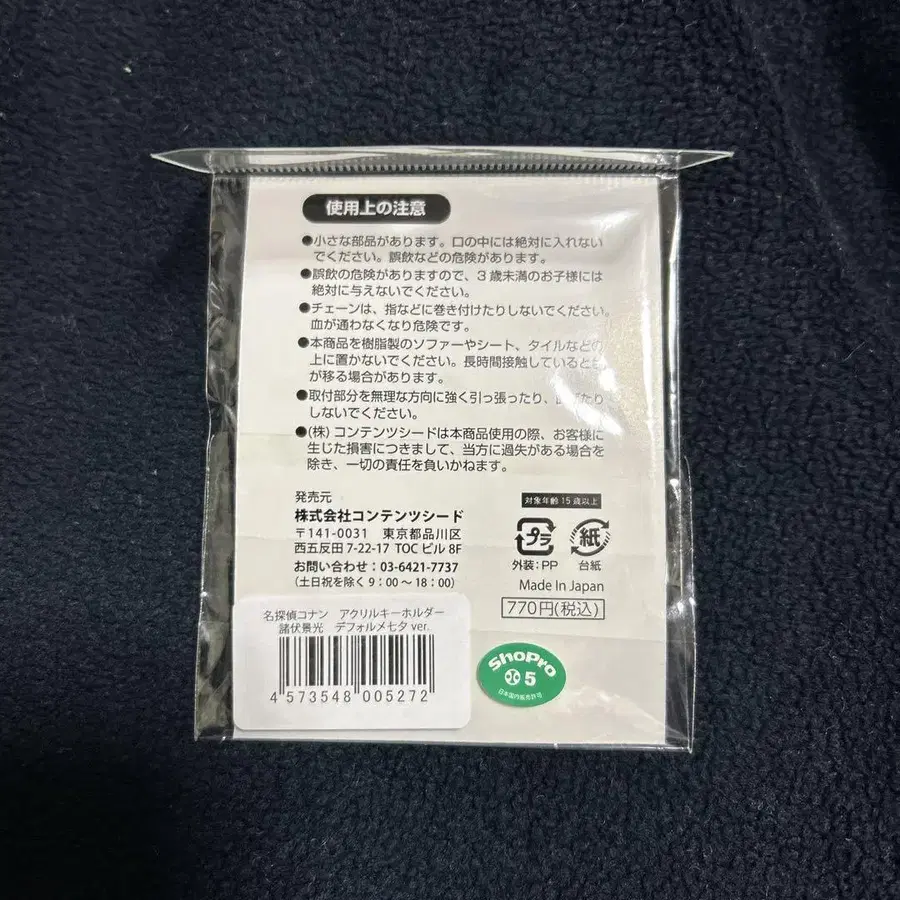 使用上の注意
●小さな部品があります。口の中には絶対に入れない
でください。誤飲などの危険があります。
●誤飲の危険がありますので、3歳未満のお子様には
絶対に与えないでください。
●チェーンは、指などに巻き付けたりしないでください。
血が通わなくなり危険です。
●本商品を樹脂製のソファーやシート、タイルなどの
上に置かないでください。長時間接触していると
が移る場合があります。
●取付部分を無理な方向に強く引っ張ったり、
しないでください。
●(株)コンテンツシードは本商品使用の際、お客様に
生じた損害につきまして、当方に過失がある場合を
除き、一切の責任を負いかねます。
発売元
株式会社コンテンツシード
〒141-0031 東京都品川区
西五反田 7-22-17 TOC ビル 8F
お問い合わせ：03-6421-7737
(土日祝を除く 9：00～18：00)
対象年齢 15歳以上
プラ
紙
外装：PP
台紙
Made In Japan
770円(税込)
名探偵コナン アクリルキーホルダー
諸伏景光 デフォルメ七夕 ver.
4 573548 005272
ShoPro
5
日本国内販売許可